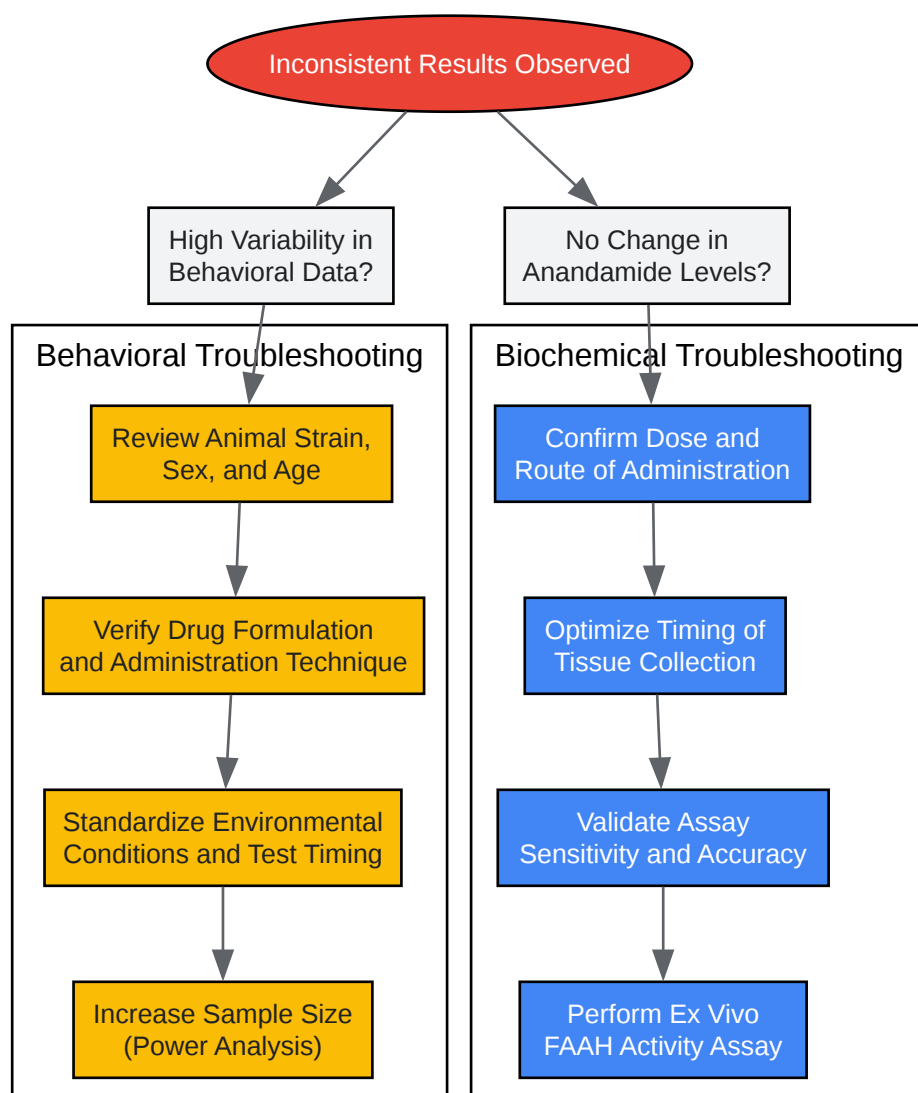 Inconsistent Results Observed
High Variability in
Behavioral Data?
No Change in
Anandamide Levels?
Behavioral Troubleshooting
Review Animal Strain,
Sex, and Age
Verify Drug Formulation
and Administration Technique
Standardize Environmental
Conditions and Test Timing
Increase Sample Size
(Power Analysis)
Biochemical Troubleshooting
Confirm Dose and
Route of Administration
Optimize Timing of
Tissue Collection
Validate Assay
Sensitivity and Accuracy
Perform Ex Vivo
FAAH Activity Assay